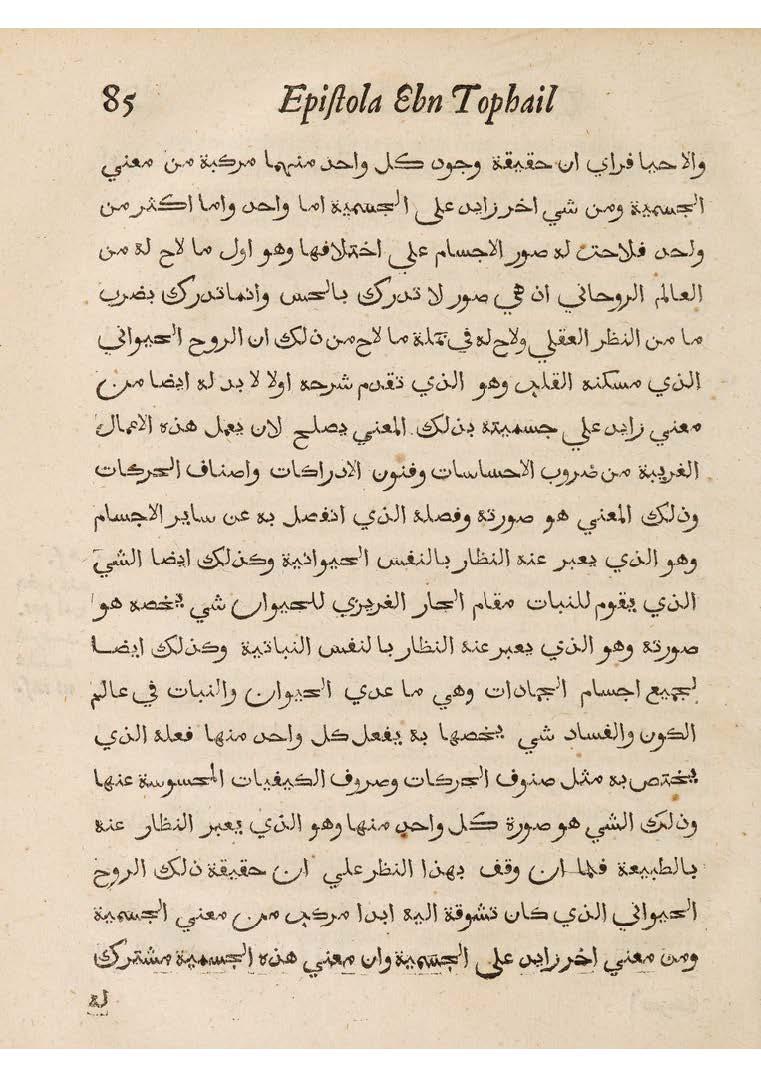 85 Epistola Ebn Tophail
والاحيا فراي ان حقيقة وجود كل واحد منهما مركبة من معني
الجسمية ومن شي اخر زايد علي الجسمية اما واحد واما اكثر من
واحد فلاحت له صور الاجسام علي اختلافها وهو اول ما لاح له من
العالم الروحاني ان هي صور لا تدرك بالحس وانما تدرك بضرب
ما من النظر العقلي ولاح له في جملة ما لاح من ذلك ان الروح الحيواني
الذي مسكنه القلب وهو الذي تقدم شرحه اولا لا بد له ايضا من
معني زايد علي جسميته بذلك المعني يصلح لان يعمل هذه الاعمال
الغريبة من ضروب الاحساسات وفنون الادراكات واصناف الحركات
وذلك المعني هو صورته وفصله الذي انفصل به عن ساير الاجسام
وهو الذي يعبر عنه النظار بالنفس الحيوانية وكذلك ايضا الشي
الذي يقوم للنبات مقام الحار الغريزي للحيوان شي يخصه هو
صورته وهو الذي يعبر عنه النظار بالنفس النباتية وكذلك ايضا
لجميع اجسام الجمادات وهي ما عدي الحيوان والنبات في عالم
الكون والفساد شي يخصها به يفعل كل واحد منها فعله الذي
يختص به مثل صنوف الحركات وصروف الكيفيات المحسوسة عنها
وذلك الشي هو صورة كل واحد منها وهو الذي يعبر النظار عنه
بالطبيعة فلما ان وقف بهذا النظر علي ان حقيقة ذلك الروح
الحيواني الذي كان تشوقه اليه ابدا مركب من معني الجسمية
ومن معني اخر زايد علي الجسمية وان معني هذه الجسمية مشترك
له